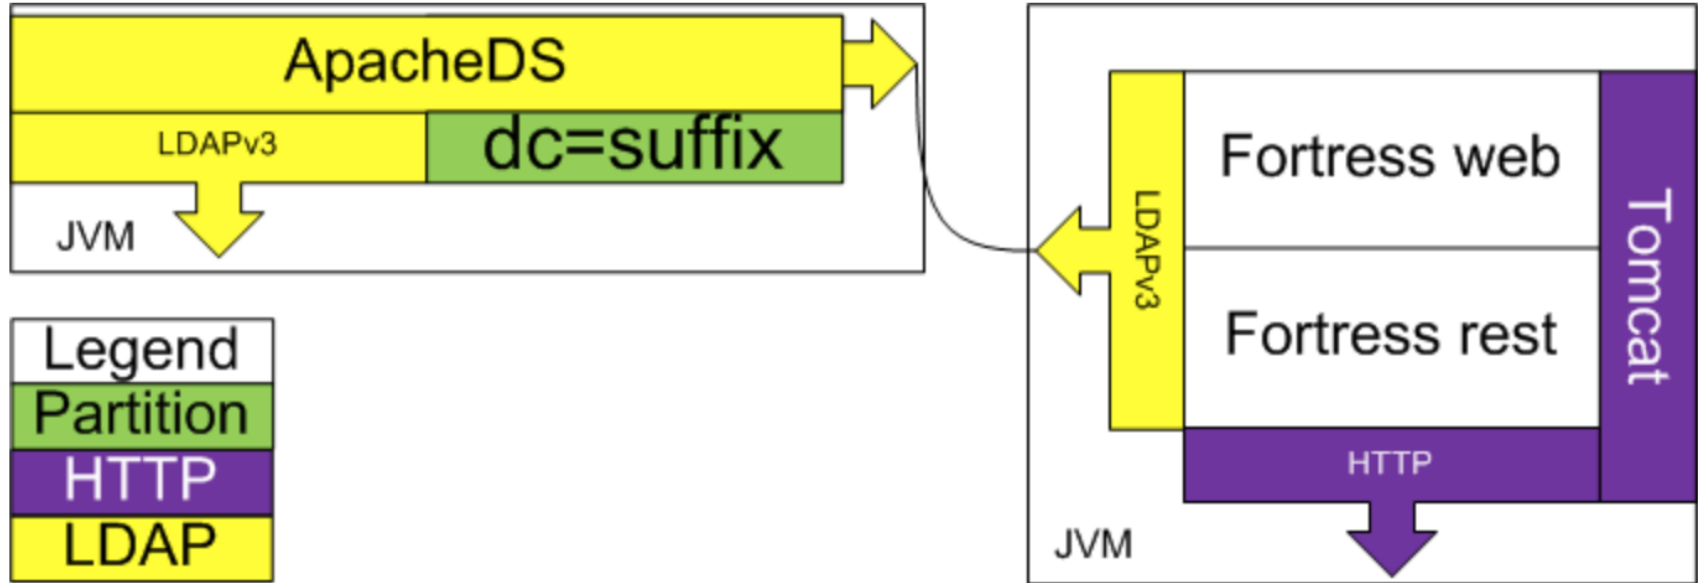 ApacheDS
LDAPv3
dc=suffix
JVM
Legend
Partition
HTTP
LDAP
LDAPv3
Fortress web
Fortress rest
Tomcat
HTTP
JVM